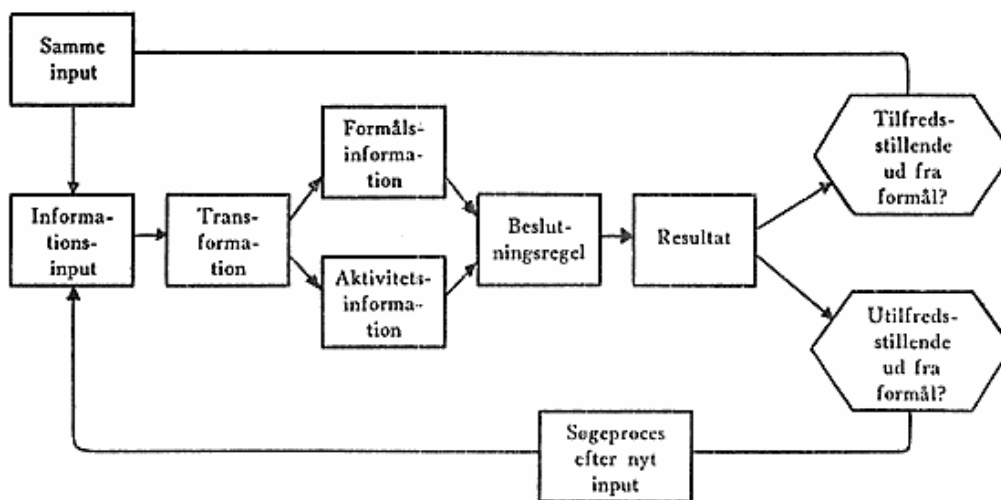 Samme
input
Informa-
tions-
input
Trans-
forma-
tion
Formåls-
informa-
tion
Aktivitets-
informa-
tion
Beslut-
ningsregel
Resultat
Tilfreds-
stillende
ud fra
formål?
Utilfreds-
stillende
ud fra
formål?
Søgeproces
efter nyt
input